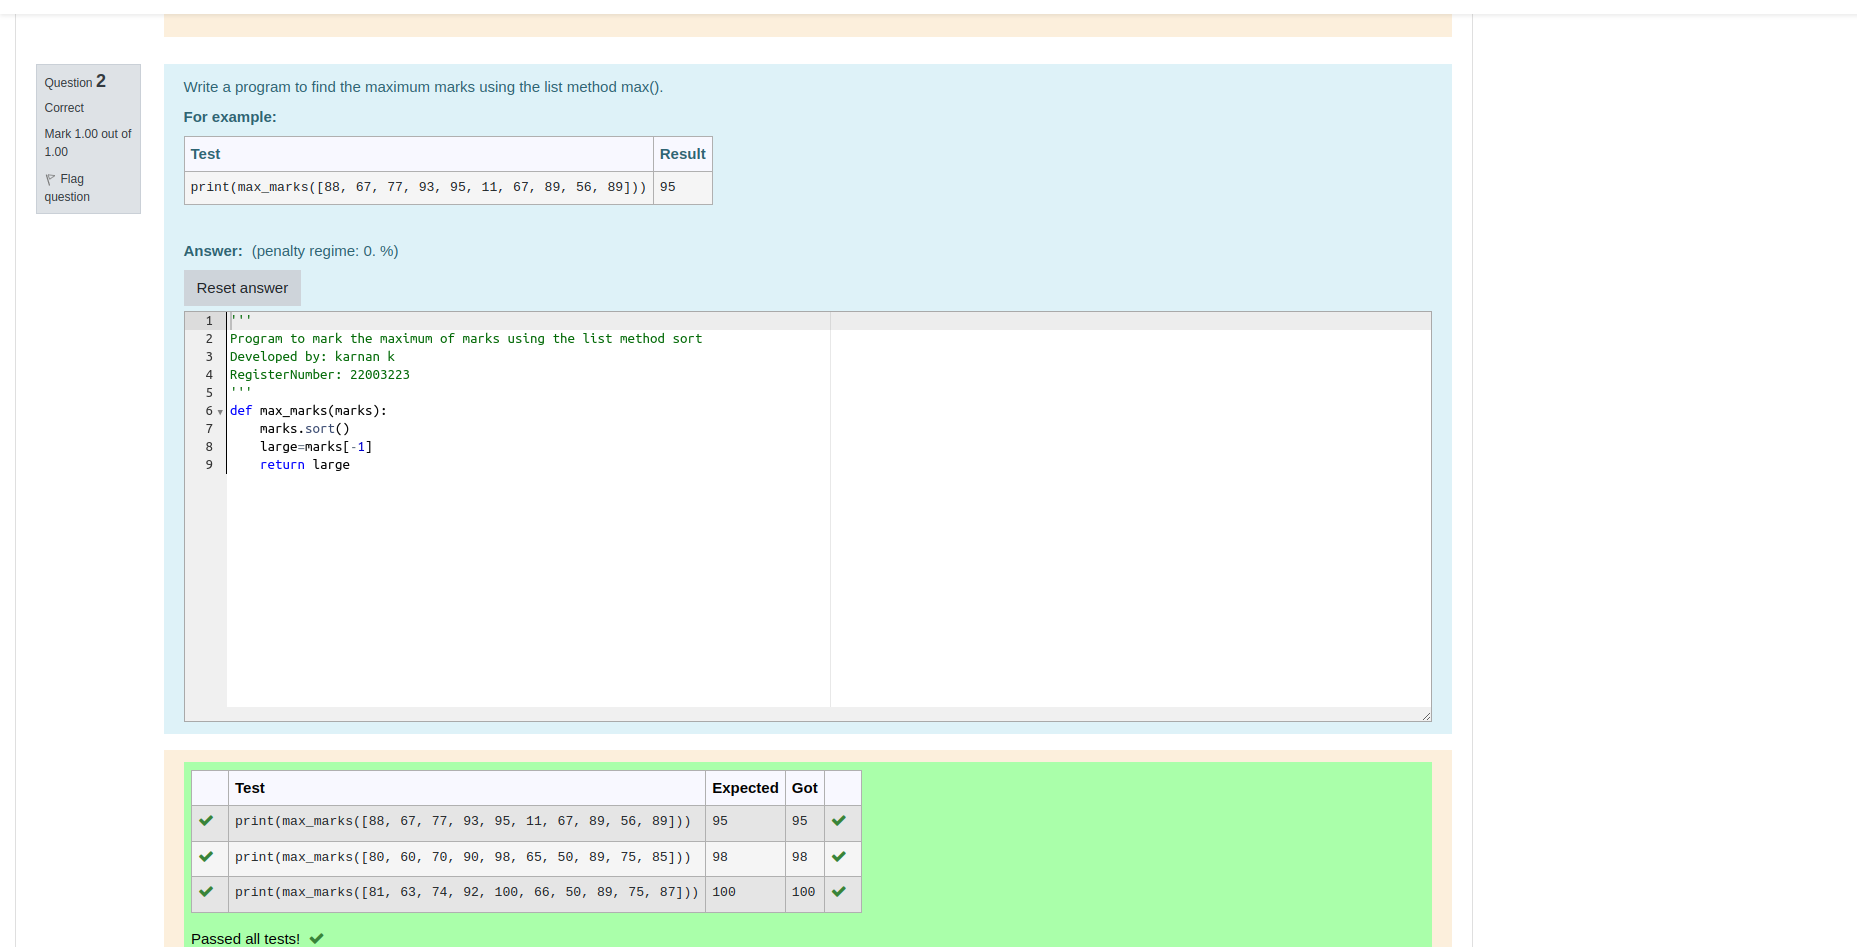 Question 2
Correct
Mark 1.00 out of
1.00
Flag
question
Write a program to find the maximum marks using the list method max().
For example:
Test Result
print(max_marks([88, 67, 77, 93, 95, 11, 67, 89, 56, 89])) 95
Answer: (penalty regime: 0. %)
Reset answer
1 '''
2 Program to mark the maximum of marks using the list method sort
3 Developed by: karnan k
4 RegisterNumber: 22003223
5 '''
6 def max_marks(marks):
7     marks.sort()
8     large=marks[-1]
9     return large
Test Expected Got
print(max_marks([88, 67, 77, 93, 95, 11, 67, 89, 56, 89])) 95 95
print(max_marks([80, 60, 70, 90, 98, 65, 50, 89, 75, 85])) 98 98
print(max_marks([81, 63, 74, 92, 100, 66, 50, 89, 75, 87])) 100 100
Passed all tests!